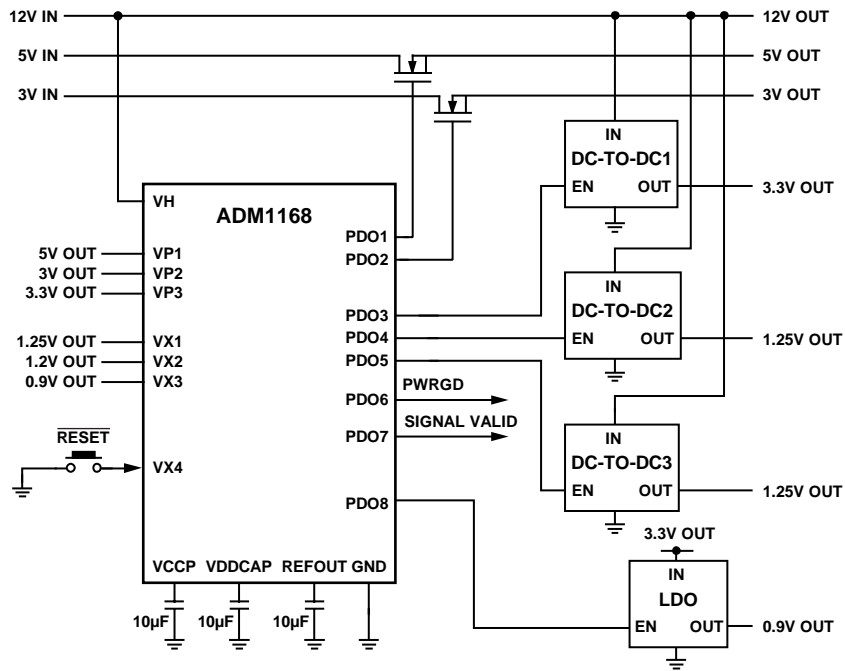 12V IN
12V OUT
5V IN
5V OUT
3V IN
3V OUT
IN
DC-TO-DC1
EN OUT
3.3V OUT
ADM1168
VH
PDO1
PDO2
5V OUT
VP1
3V OUT
VP2
3.3V OUT
VP3
IN
DC-TO-DC2
EN OUT
1.25V OUT
PDO3
PDO4
PDO5
1.25V OUT
VX1
1.2V OUT
VX2
0.9V OUT
VX3
PDO6
PWRGD
PDO7
SIGNAL VALID
RESET
VX4
IN
DC-TO-DC3
EN OUT
1.25V OUT
PDO8
3.3V OUT
IN
LDO
EN OUT
0.9V OUT
VCCP VDDCAP REFOUT GND
10µF 10µF 10µF